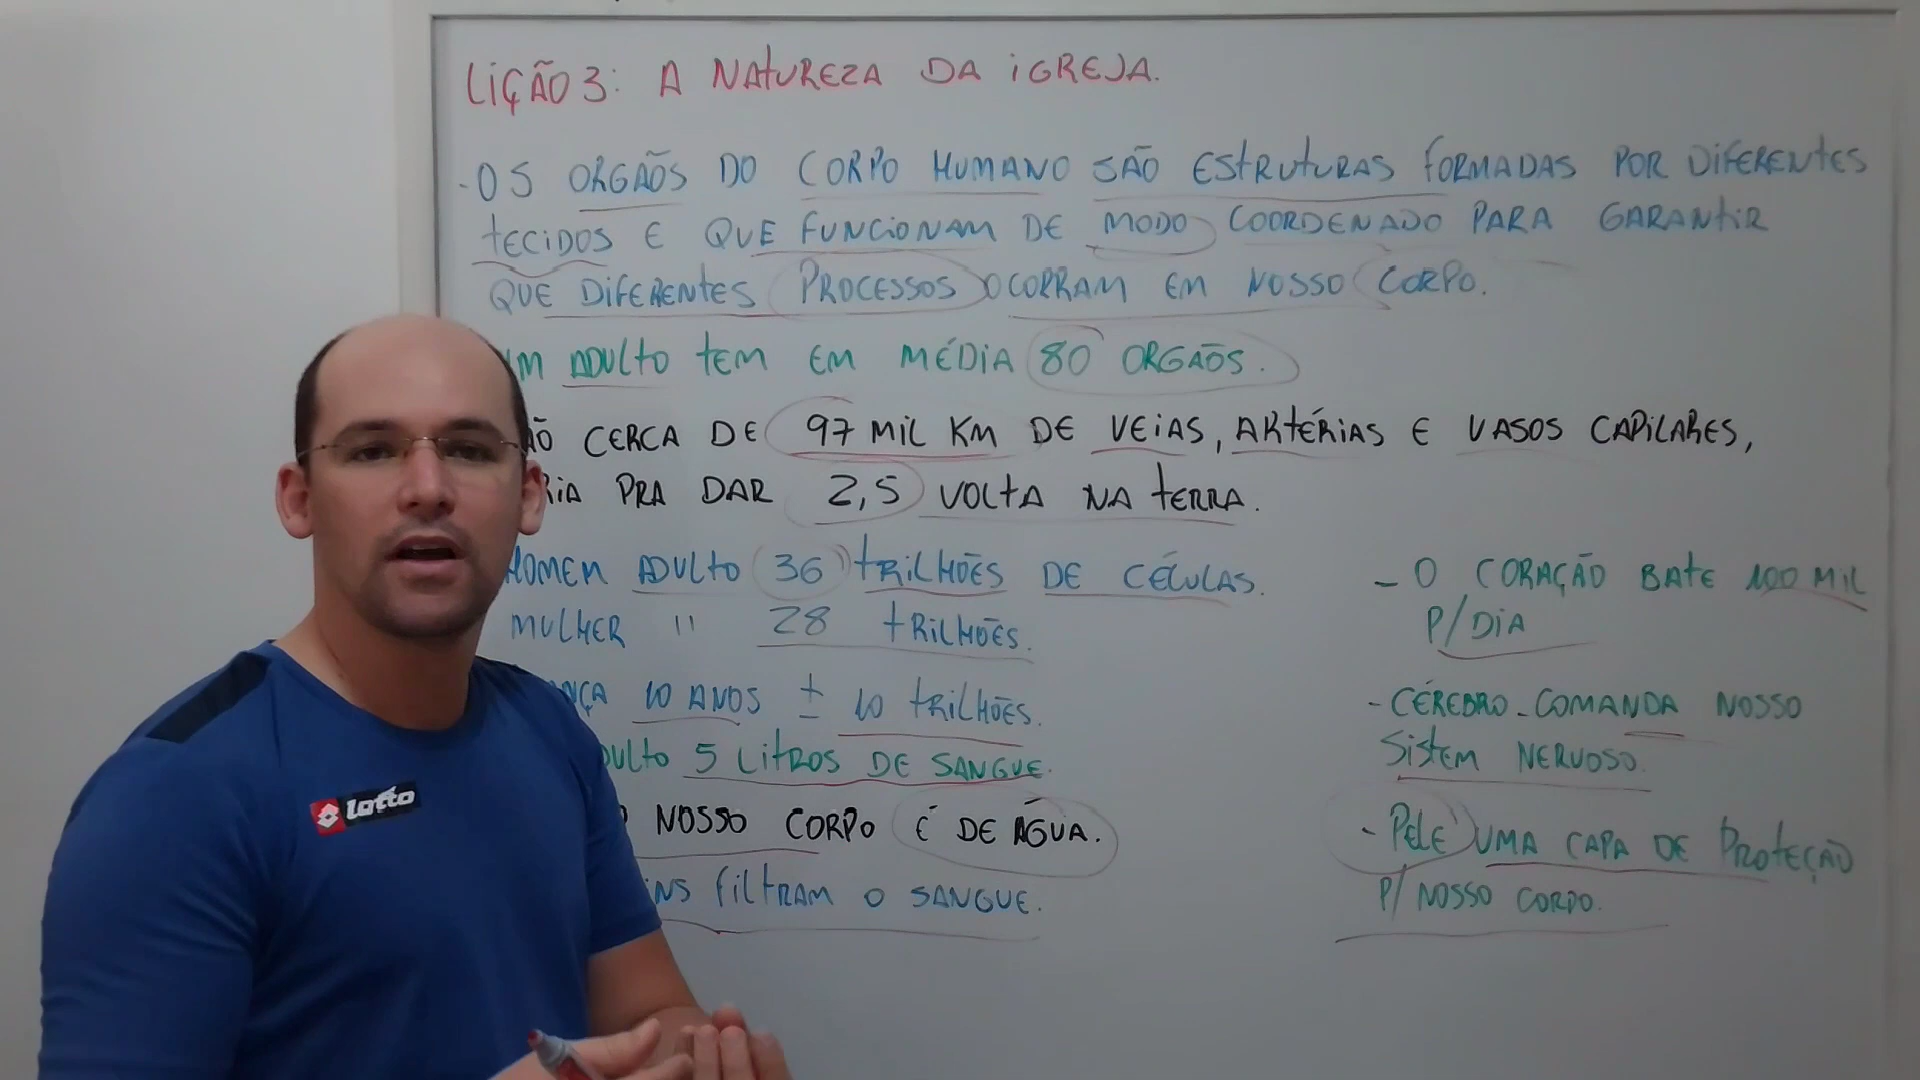 LIÇÃO 3: A NATUREZA DA IGREJA.
- OS ORGÃOS DO CORPO HUMANO SÃO ESTRUTURAS FORMADAS POR DIFERENTES
TECIDOS E QUE FUNCIONAM DE MODO COORDENADO PARA GARANTIR
QUE DIFERENTES PROCESSOS OCORRAM EM NOSSO CORPO.
ADULTO TEM EM MÉDIA 80 ORGÃOS.
CERCA DE 97 MIL KM DE VEIAS, ARTÉRIAS E VASOS CAPILARES,
PRA DAR 2,5 VOLTA NA TERRA.
HOMEM ADULTO 36 TRILHÕES DE CÉLULAS.
MULHER " 28 TRILHÕES.
10 ANOS ± 10 TRILHÕES.
5 LITROS DE SANGUE.
NOSSO CORPO É DE ÁGUA.
FILTRAM O SANGUE.
- O CORAÇÃO BATE 100 MIL
P/DIA
- CÉREBRO - COMANDA NOSSO
SISTEM NERVOSO.
- PELE UMA CAPA DE PROTEÇÃO
P/ NOSSO CORPO.
lotto